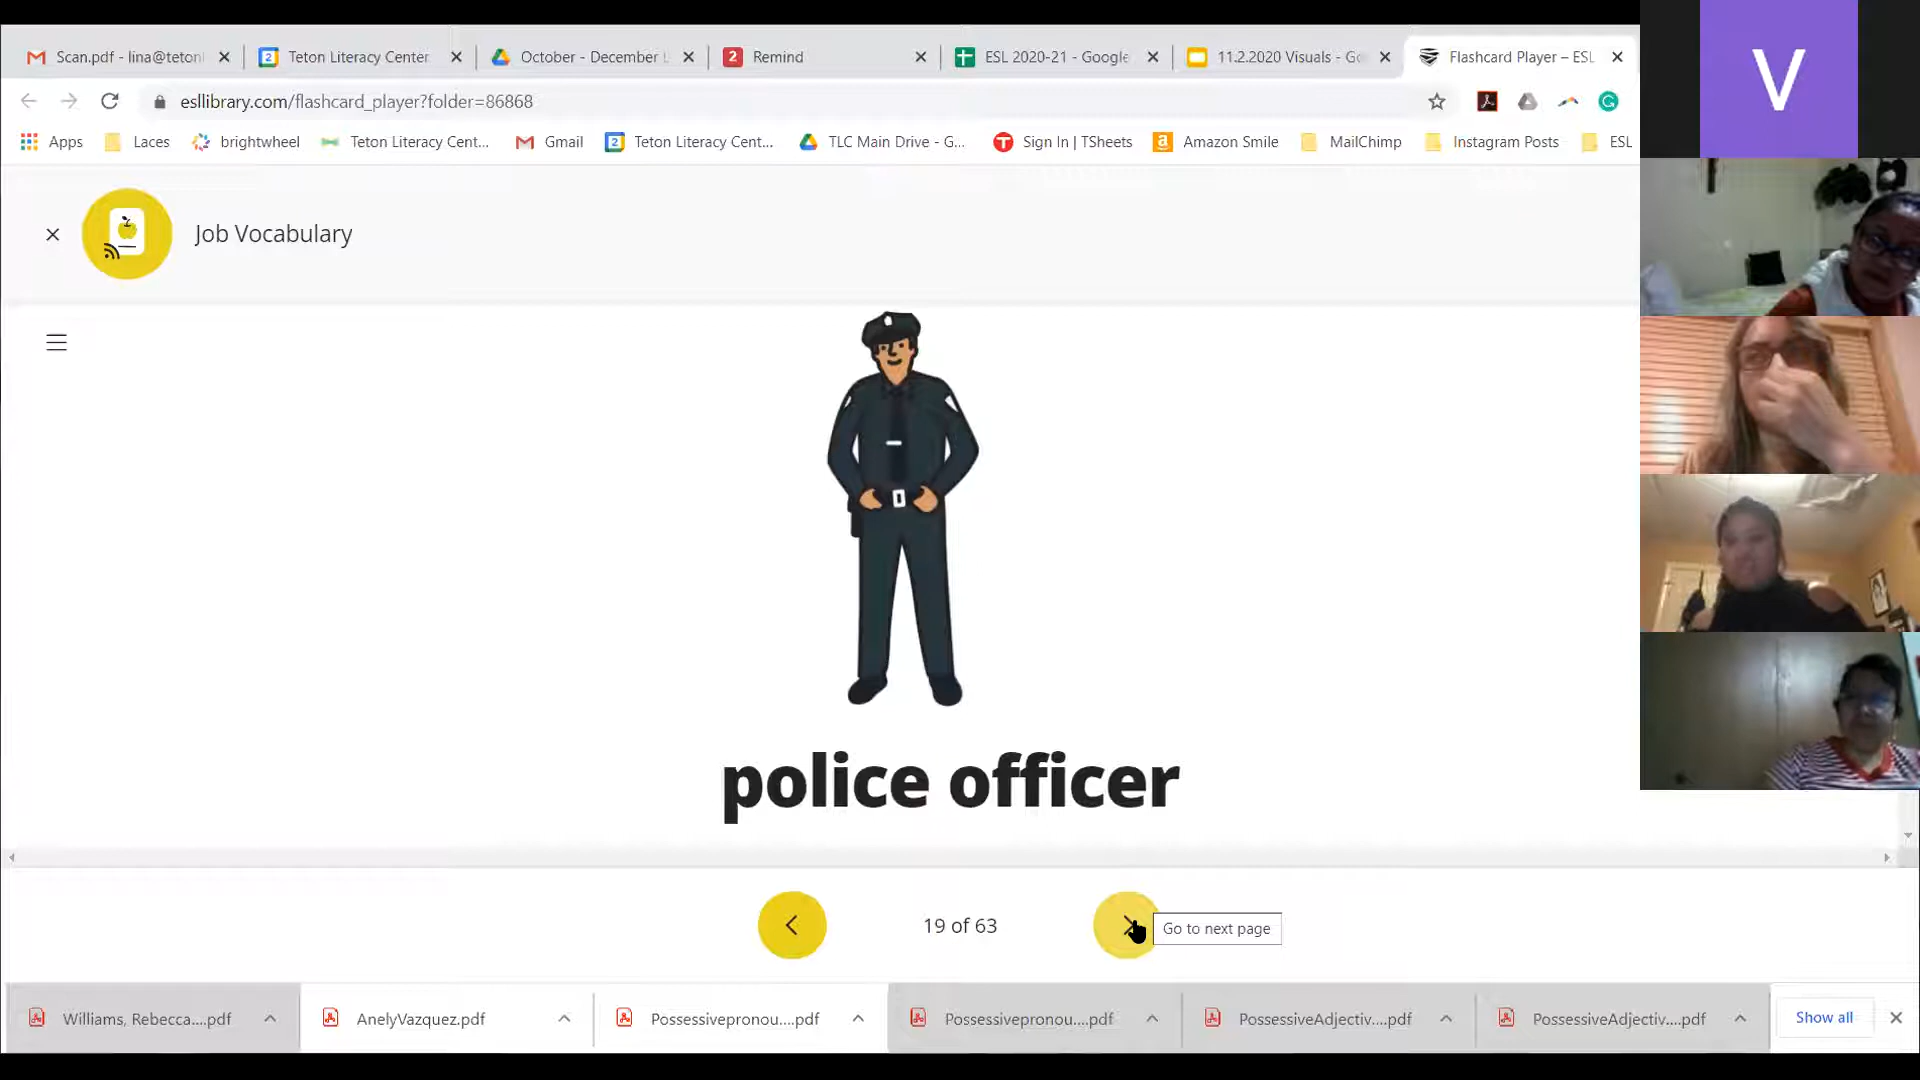 Scan.pdf - lina@teton
Teton Literacy Center
October - December L
Remind
ESL 2020-21 - Google
11.2.2020 Visuals - Go
Flashcard Player – ESL
esllibrary.com/flashcard_player?folder=86868
Apps
Laces
brightwheel
Teton Literacy Cent...
Gmail
Teton Literacy Cent...
TLC Main Drive - G...
Sign In | TSheets
Amazon Smile
MailChimp
Instagram Posts
ESL
V
Job Vocabulary
police officer
19 of 63
Go to next page
Williams, Rebecca....pdf
AnelyVazquez.pdf
Possessivepronou....pdf
Possessivepronou....pdf
PossessiveAdjectiv....pdf
PossessiveAdjectiv....pdf
Show all